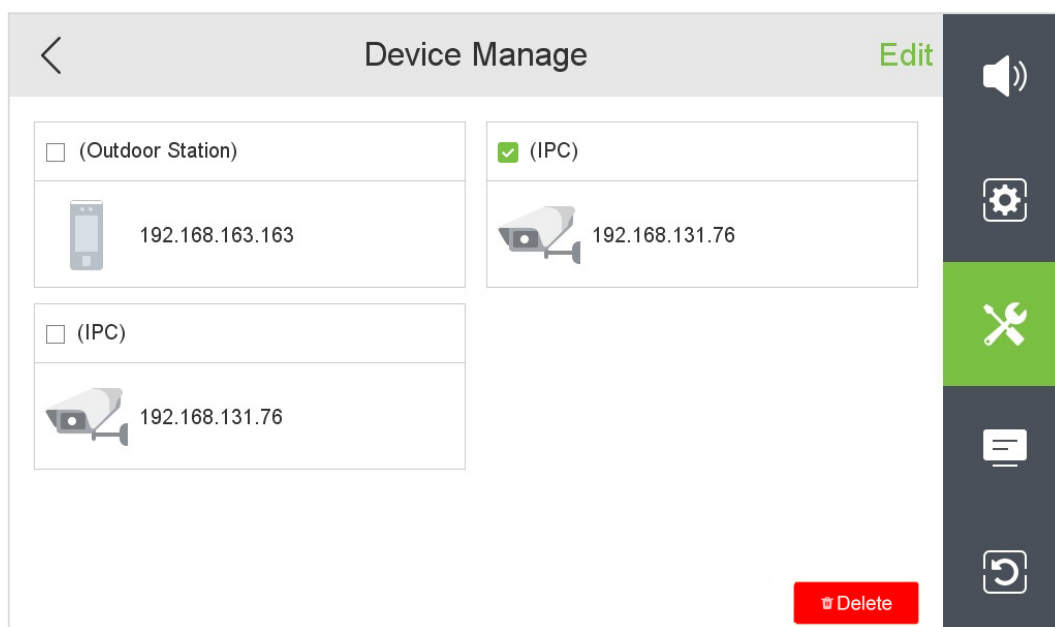 Device Manage
Edit
(Outdoor Station)
192.168.163.163
(IPC)
192.168.131.76
(IPC)
192.168.131.76
Delete